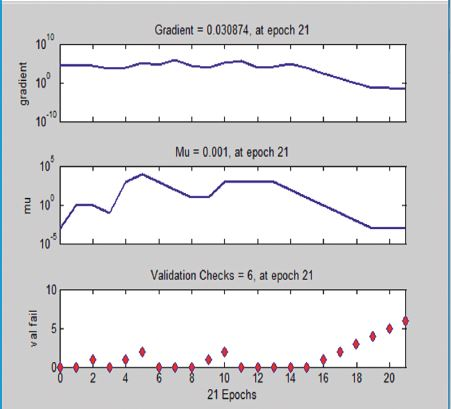 Gradient = 0.030874, at epoch 21
10^10
10^0
10^-10
gradient
Mu = 0.001, at epoch 21
10^5
10^0
10^-5
mu
Validation Checks = 6, at epoch 21
10
5
0
val fail
0 2 4 6 8 10 12 14 16 18 20
21 Epochs